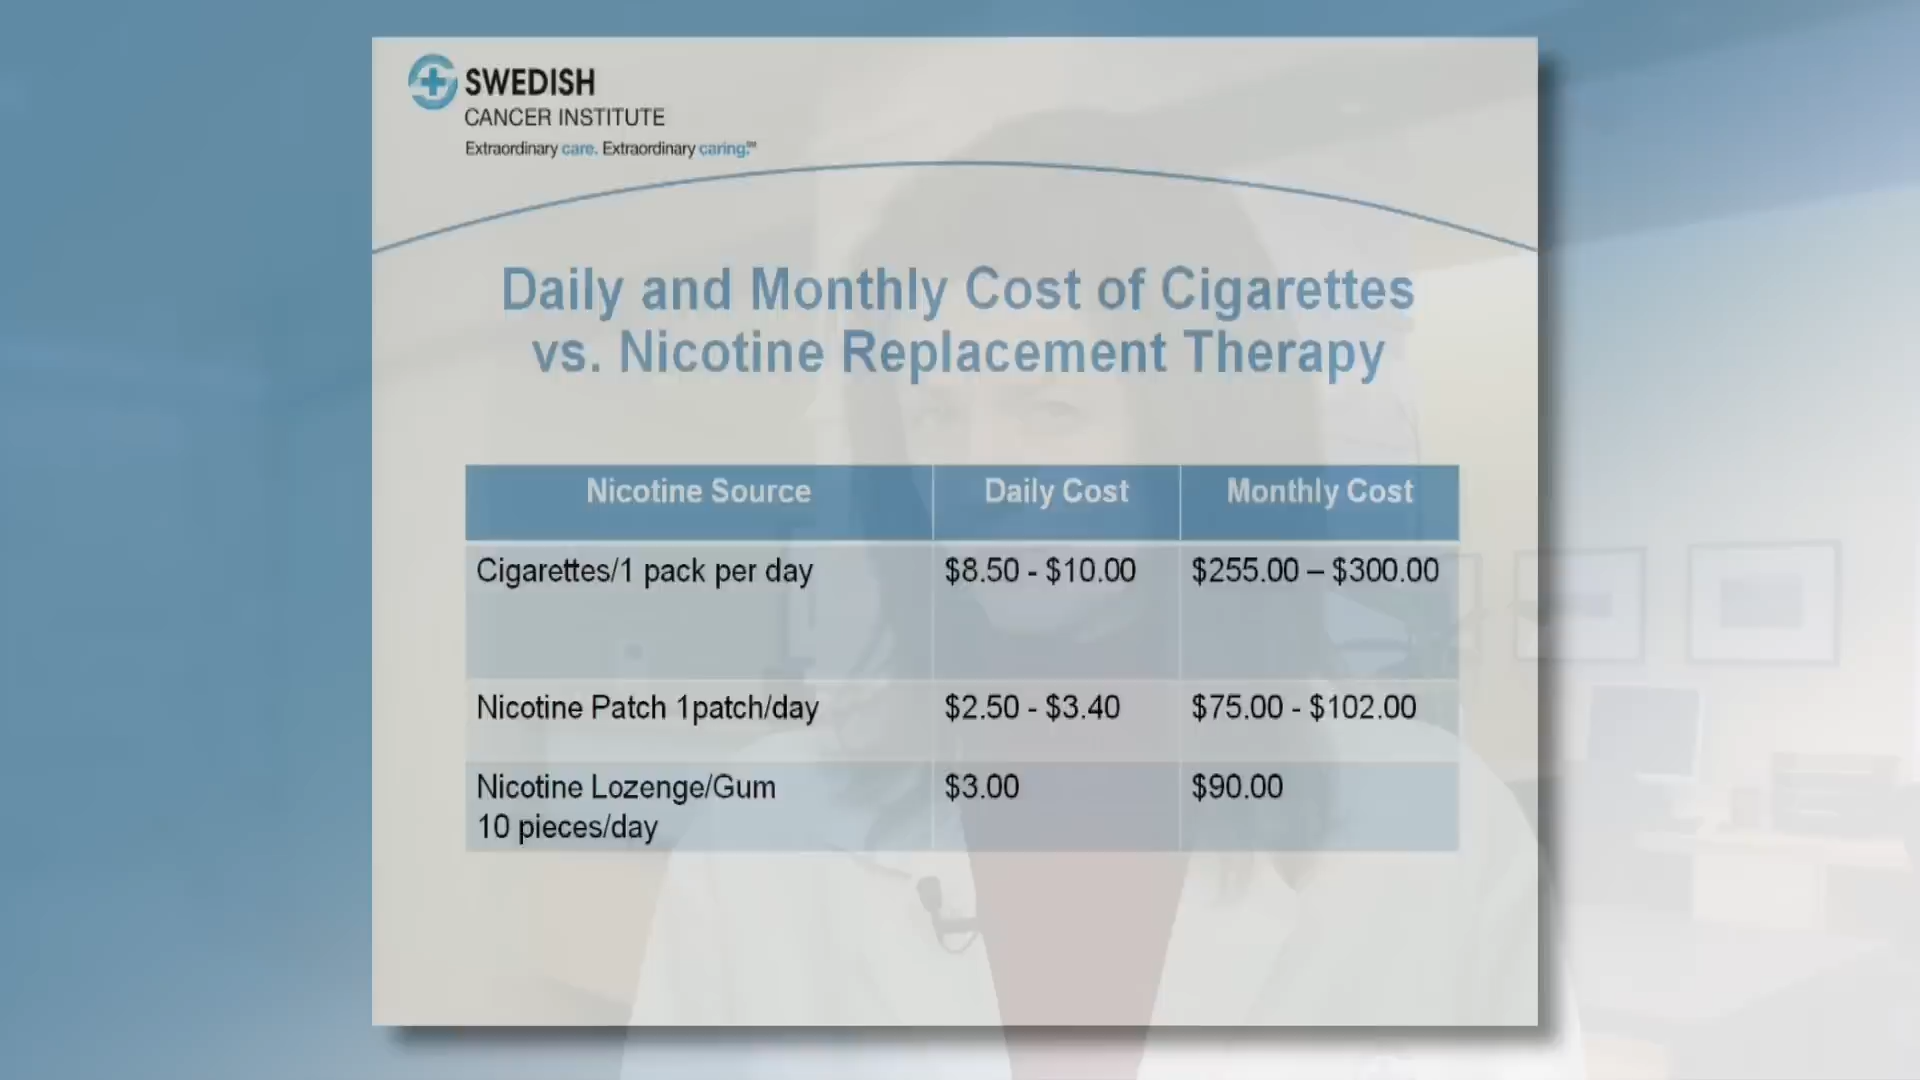 SWEDISH
CANCER INSTITUTE
Extraordinary care. Extraordinary caring.℠
Daily and Monthly Cost of Cigarettes
vs. Nicotine Replacement Therapy
Nicotine Source Daily Cost Monthly Cost
Cigarettes/1 pack per day $8.50 - $10.00 $255.00 – $300.00
Nicotine Patch 1patch/day $2.50 - $3.40 $75.00 - $102.00
Nicotine Lozenge/Gum $3.00 $90.00
10 pieces/day